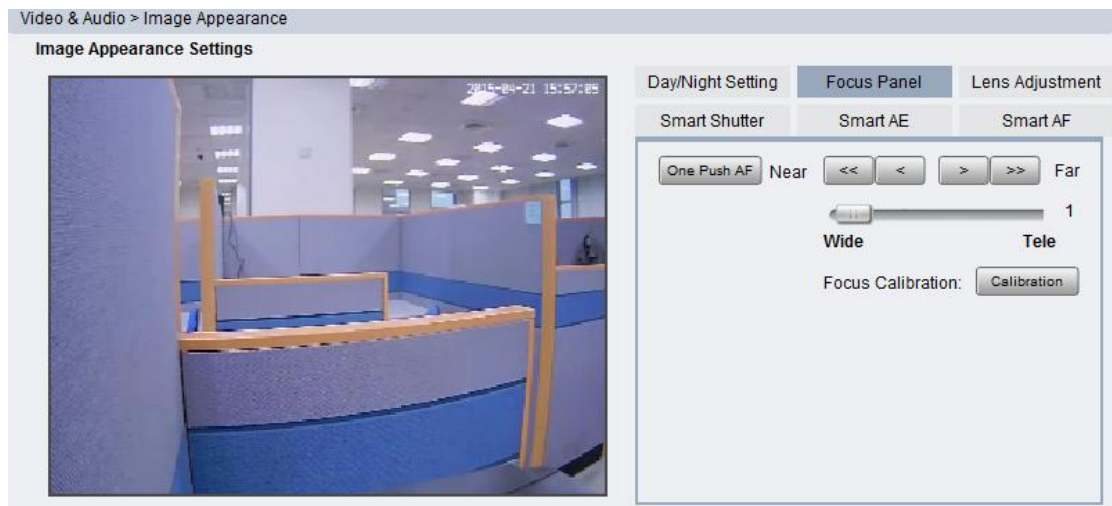 Video & Audio > Image Appearance
Image Appearance Settings
2015-04-21 15:57:09
Day/Night Setting Focus Panel Lens Adjustment
Smart Shutter Smart AE Smart AF
One Push AF Near << < > >> Far
1
Wide Tele
Focus Calibration: Calibration